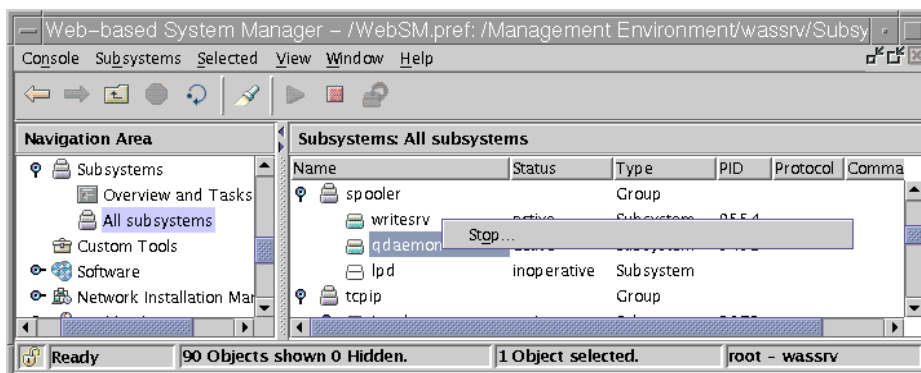 Web-based System Manager - /WebSM.pref: /Management Environment/wassrv/Subsy
Console Subsystems Selected View Window Help
Navigation Area
Subsystems
Overview and Tasks
All subsystems
Custom Tools
Software
Network Installation Mar
Subsystems: All subsystems
Name Status Type PID Protocol Comma
spooler Group
writesrv active Subsystem 9554
qdaemon
Stop...
lpd inoperative Subsystem
tcpip Group
Ready 90 Objects shown 0 Hidden. 1 Object selected. root - wassrv